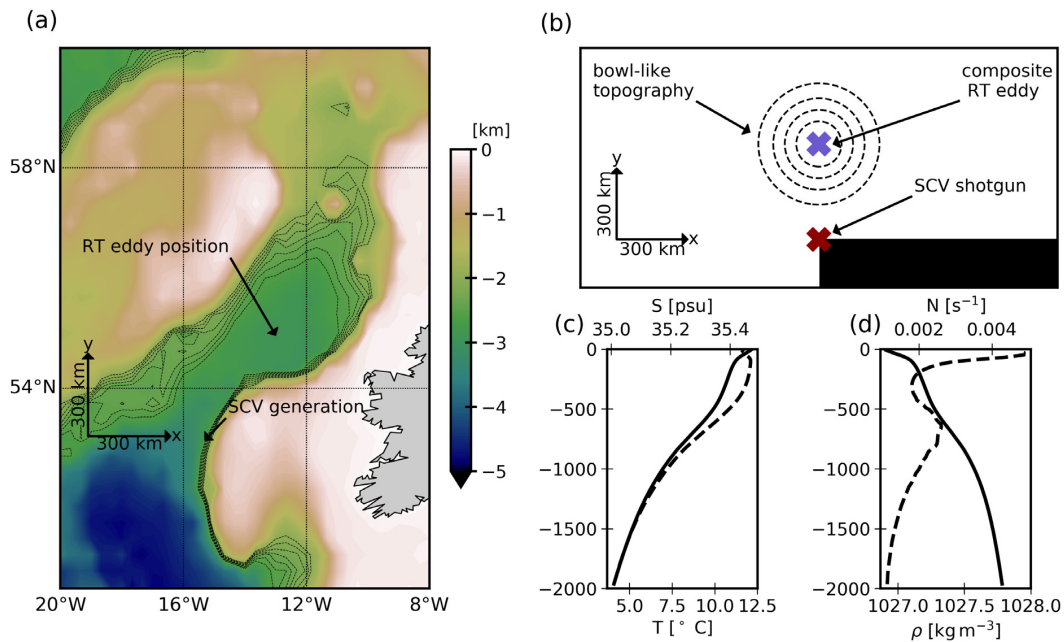 (a)
[km]
0
−1
−2
−3
−4
−5
58°N
54°N
20°W
16°W
12°W
8°W
RT eddy position
SCV generation
y
300 km
300 km
x
(b)
bowl-like
topography
composite
RT eddy
SCV shotgun
y
300 km
300 km
x
(c)
S [psu]
35.0
35.2
35.4
0
−500
−1000
−1500
−2000
5.0
7.5
10.0
12.5
T [° C]
(d)
N [s⁻¹]
0.002
0.004
0
−500
−1000
−1500
−2000
1027.0
1027.5
1028.0
ρ [kg m⁻³]